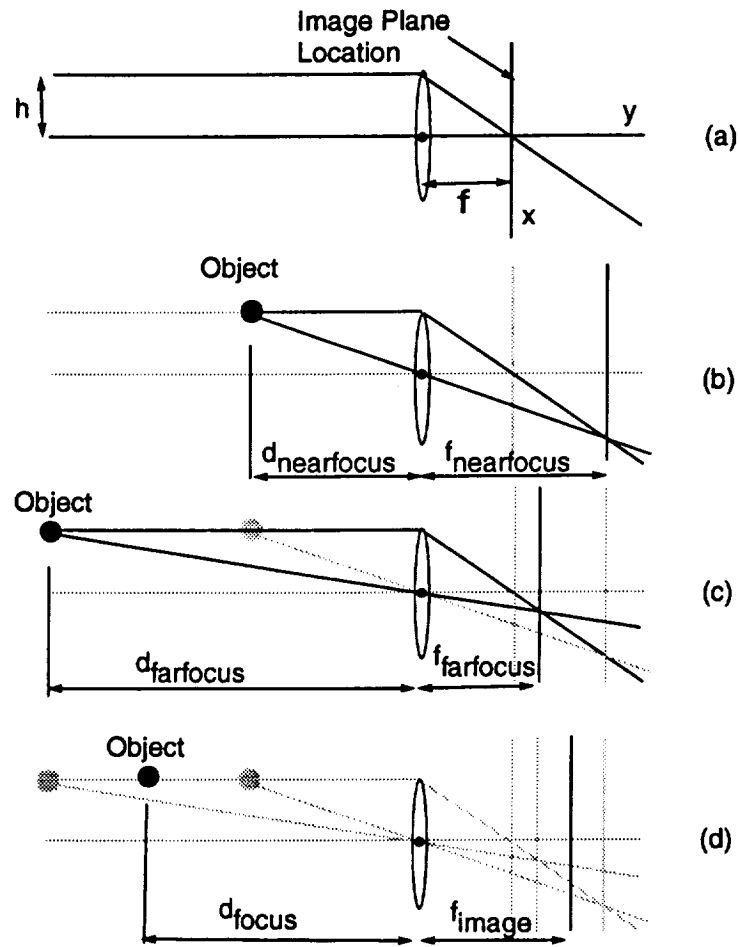 Image Plane
Location
h
y
(a)
f
x
Object
(b)
dnearfocus
fnearfocus
Object
(c)
dfarfocus
ffarfocus
Object
(d)
dfocus
fimage